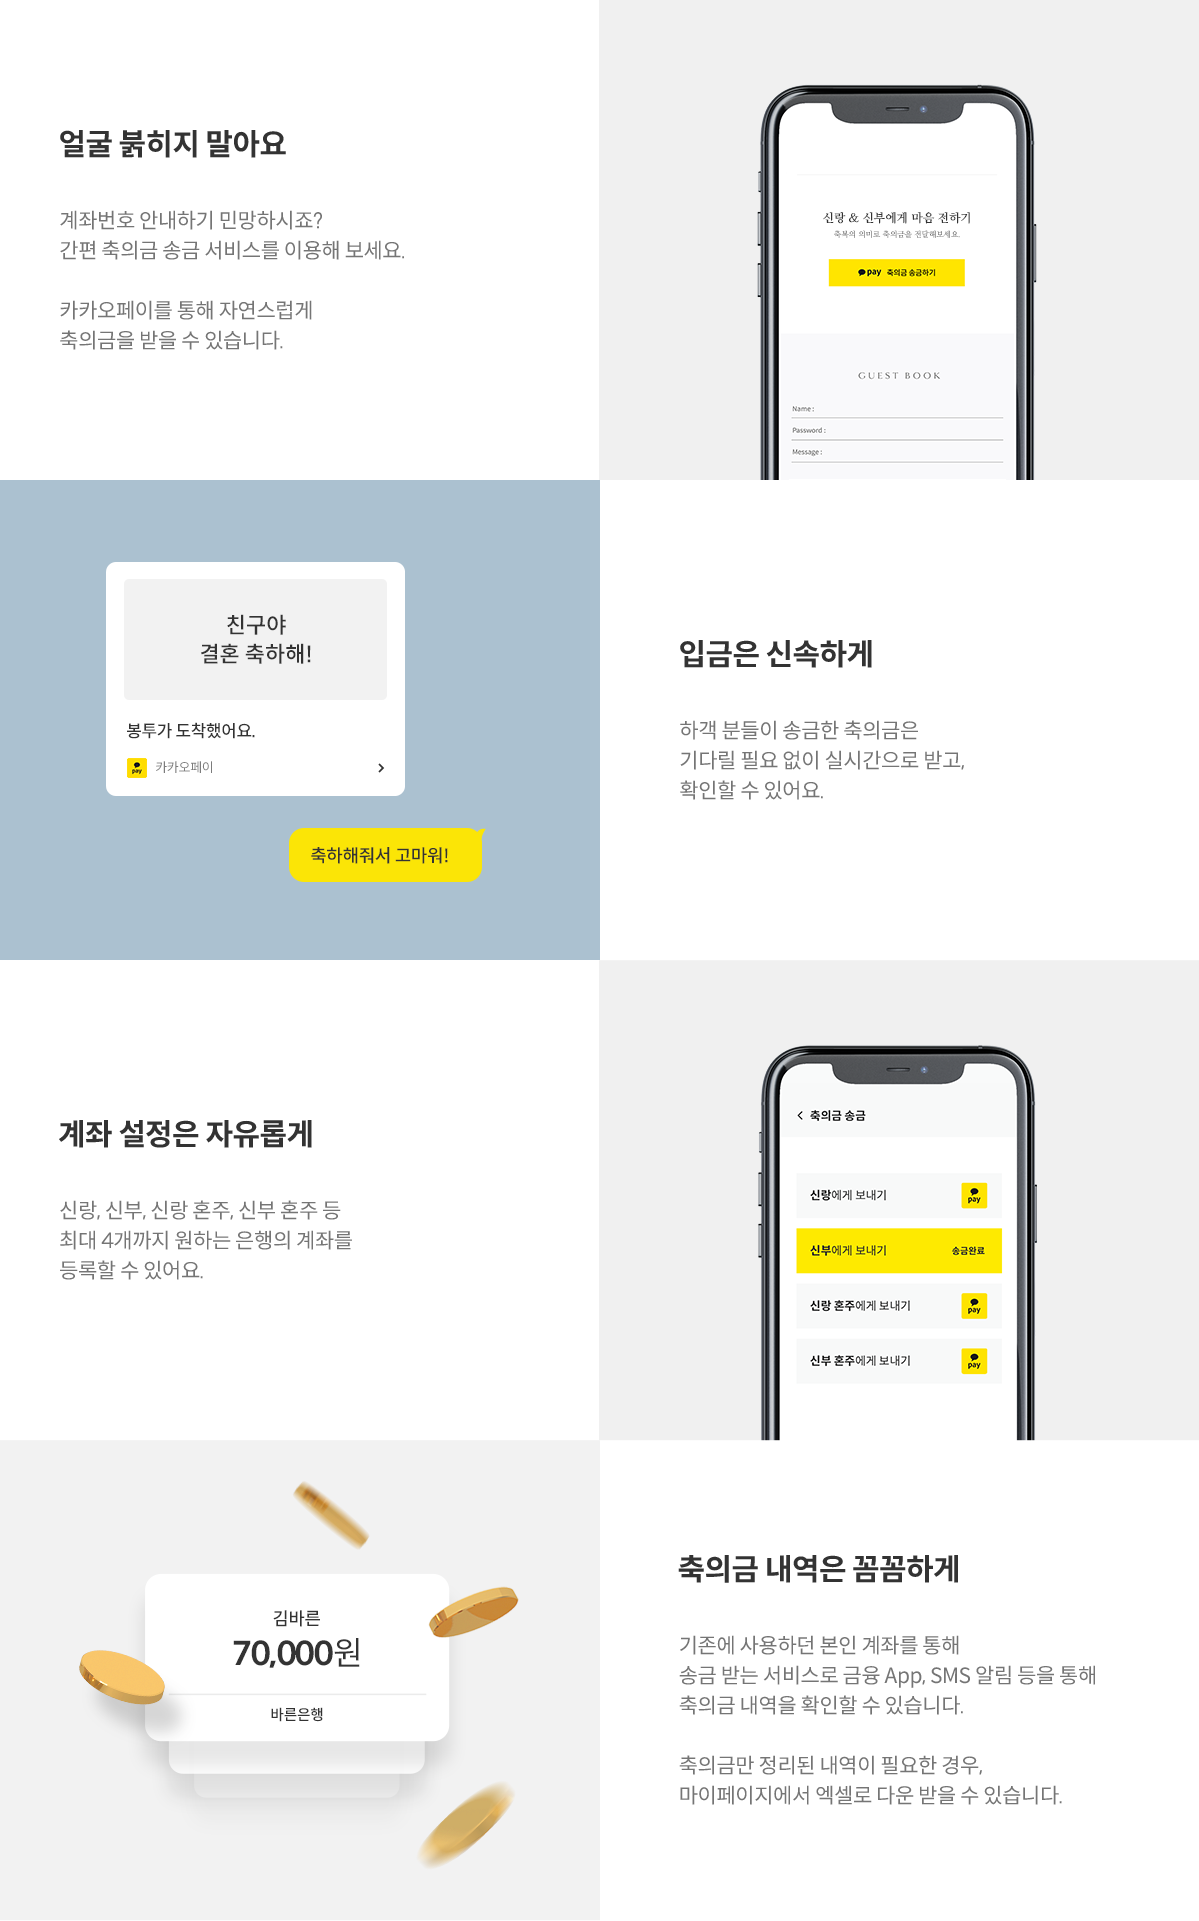 얼굴 붉히지 말아요
계좌번호 안내하기 민망하시죠?
간편 축의금 송금 서비스를 이용해 보세요.
카카오페이를 통해 자연스럽게
축의금을 받을 수 있습니다.
신랑 & 신부에게 마음 전하기
축복의 의미로 축의금을 전달해보세요.
pay 축의금 송금하기
GUEST BOOK
Name :
Password :
Message :
친구야
결혼 축하해!
봉투가 도착했어요.
pay 카카오페이
축하해줘서 고마워!
입금은 신속하게
하객 분들이 송금한 축의금은
기다릴 필요 없이 실시간으로 받고,
확인할 수 있어요.
계좌 설정은 자유롭게
신랑, 신부, 신랑 혼주, 신부 혼주 등
최대 4개까지 원하는 은행의 계좌를
등록할 수 있어요.
축의금 송금
신랑에게 보내기 pay
신부에게 보내기 송금완료
신랑 혼주에게 보내기 pay
신부 혼주에게 보내기 pay
김바른
70,000원
바른은행
축의금 내역은 꼼꼼하게
기존에 사용하던 본인 계좌를 통해
송금 받는 서비스로 금융 App, SMS 알림 등을 통해
축의금 내역을 확인할 수 있습니다.
축의금만 정리된 내역이 필요한 경우,
마이페이지에서 엑셀로 다운 받을 수 있습니다.